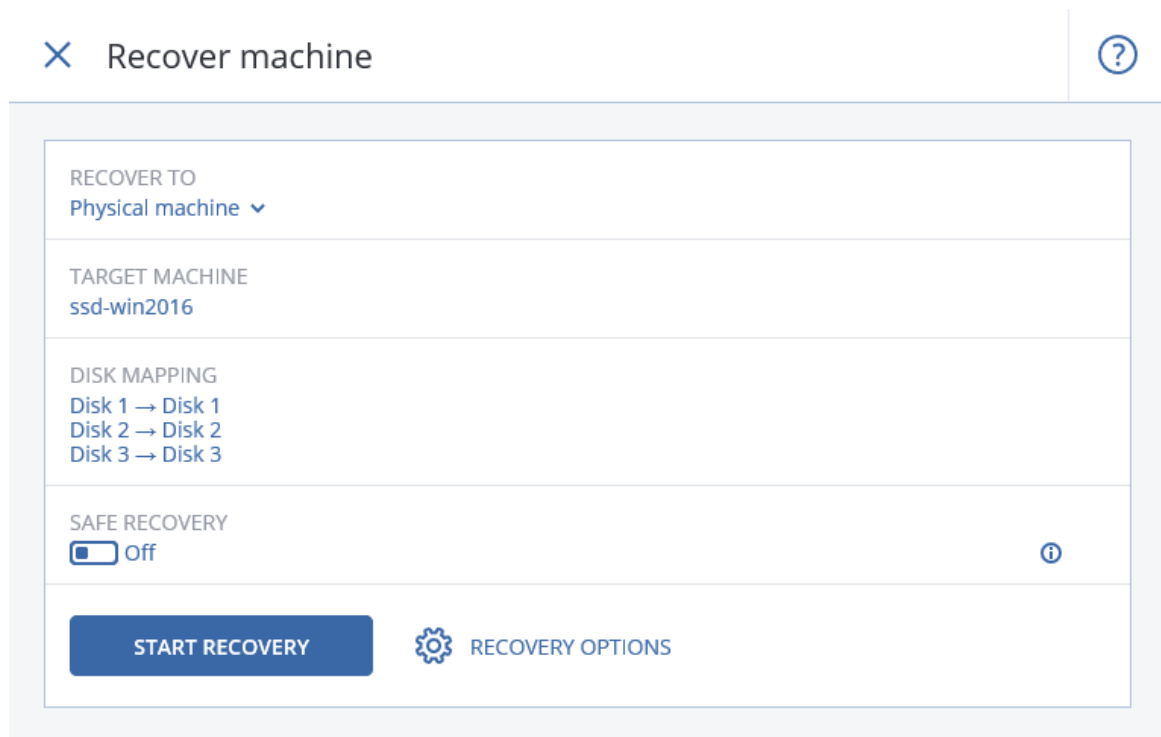 Recover machine
RECOVER TO
Physical machine
TARGET MACHINE
ssd-win2016
DISK MAPPING
Disk 1 → Disk 1
Disk 2 → Disk 2
Disk 3 → Disk 3
SAFE RECOVERY
Off
START RECOVERY RECOVERY OPTIONS